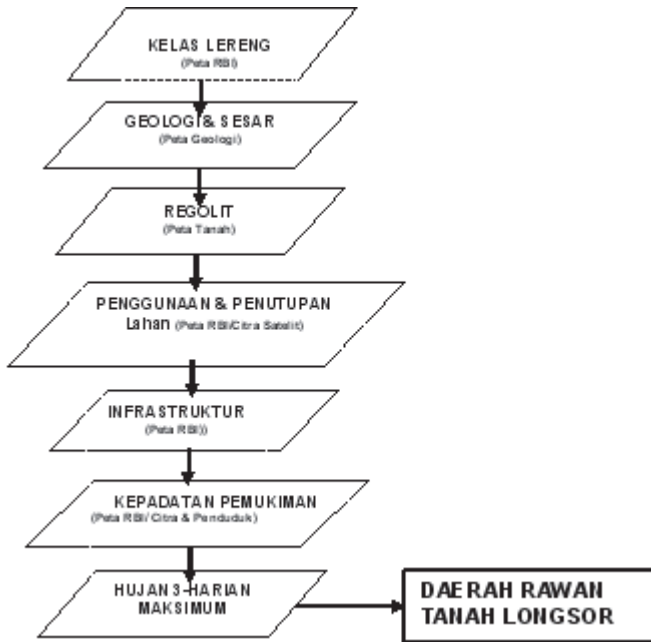 KELAS LERENG
(Peta RBI)
GEOLOGI & SESAR
(Peta Geologi)
REGOLIT
(Peta Tanah)
PENGGUNAAN & PENUTUPAN
Lahan (Peta RBI/Citra Satelit)
INFRASTRUKTUR
(Peta RBI))
KEPADATAN PEMUKIMAN
(Peta RBI/ Citra & Penduduk)
HUJAN 3-HARIAN
MAKSIMUM
DAERAH RAWAN
TANAH LONGSOR